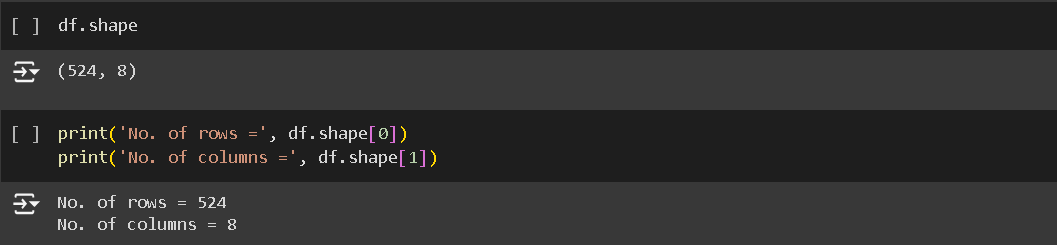 [ ] df.shape
(524, 8)
[ ] print('No. of rows =', df.shape[0])
print('No. of columns =', df.shape[1])
No. of rows = 524
No. of columns = 8